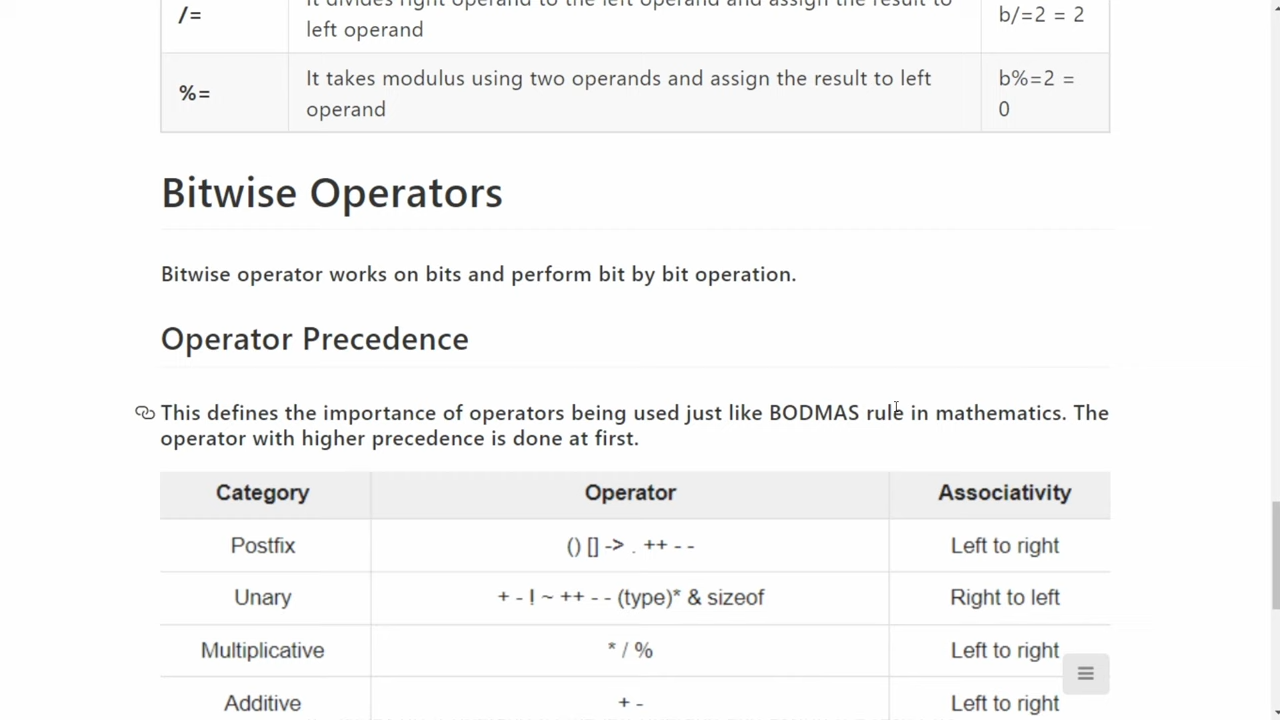 It divides right operand to the left operand and assign the result to
/=
b/=2 = 2
left operand
It takes modulus using two operands and assign the result to left
b%=2 =
%=
operand
0
Bitwise Operators
Bitwise operator works on bits and perform bit by bit operation.
Operator Precedence
This defines the importance of operators being used just like BODMAS rule in mathematics. The
operator with higher precedence is done at first.
Category Operator Associativity
Postfix () [] -> . ++ - - Left to right
Unary + - ! ~ ++ - - (type)* & sizeof Right to left
Multiplicative * / % Left to right
Additive + - Left to right